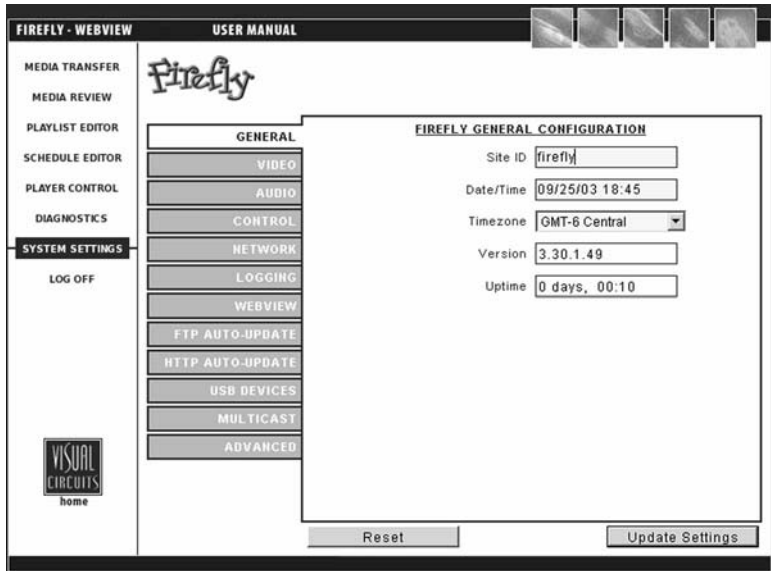 FIREFLY - WEBVIEW
USER MANUAL
MEDIA TRANSFER
MEDIA REVIEW
PLAYLIST EDITOR
SCHEDULE EDITOR
PLAYER CONTROL
DIAGNOSTICS
SYSTEM SETTINGS
LOG OFF
VISUAL
CIRCUITS
home
Firefly
GENERAL
VIDEO
AUDIO
CONTROL
NETWORK
LOGGING
WEBVIEW
FTP AUTO-UPDATE
HTTP AUTO-UPDATE
USB DEVICES
MULTICAST
ADVANCED
FIREFLY GENERAL CONFIGURATION
Site ID firefly
Date/Time 09/25/03 18:45
Timezone GMT-6 Central
Version 3.30.1.49
Uptime 0 days, 00:10
Reset
Update Settings